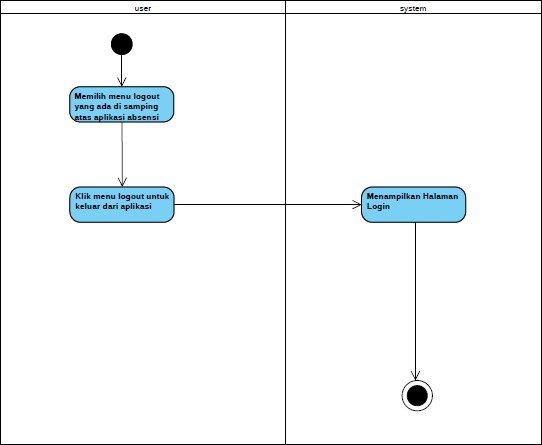 user
system
Memilih menu logout
yang ada di samping
atas aplikasi absensi
Klik menu logout untuk
keluar dari aplikasi
Menampilkan Halaman
Login